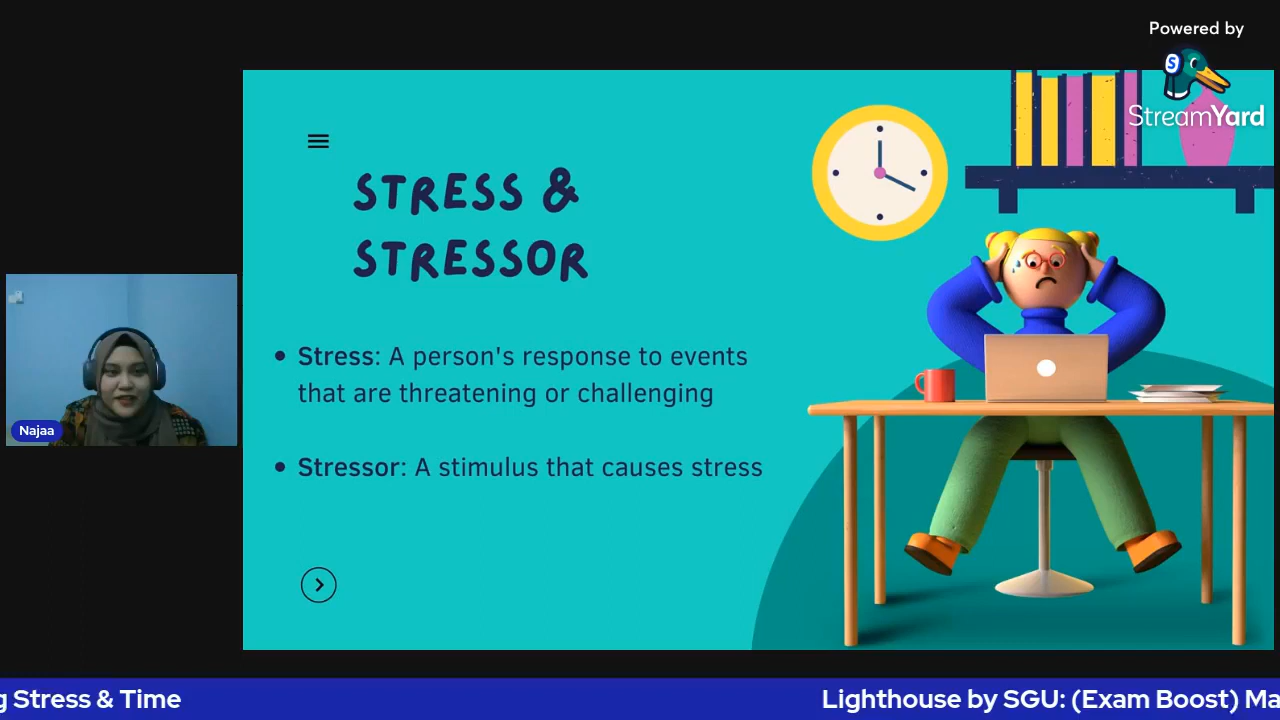 Powered by
S
StreamYard
STRESS &
STRESSOR
• Stress: A person's response to events
that are threatening or challenging
• Stressor: A stimulus that causes stress
Najaa
g Stress & Time
Lighthouse by SGU: (Exam Boost) Ma